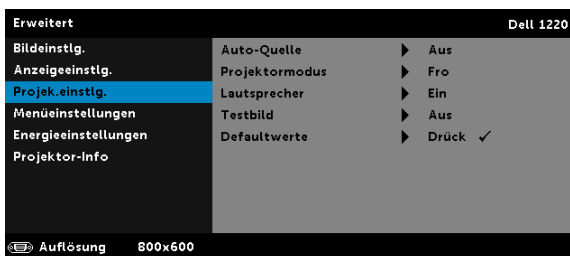 Erweitert Dell 1220
Bildeinstlg. Auto-Quelle Aus
Anzeigeeinstlg. Projektormodus Fro
Projek.einstlg. Lautsprecher Ein
Menüeinstellungen Testbild Aus
Energieeinstellungen Defaultwerte Drück ✓
Projektor-Info
Auflösung 800x600